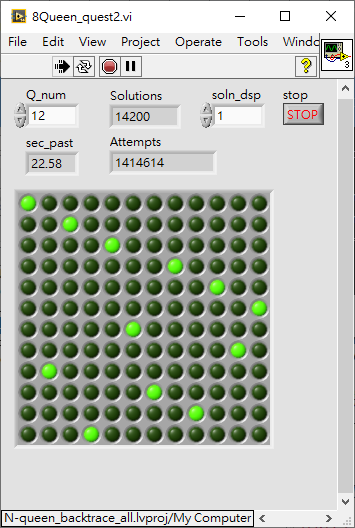 8Queen_quest2.vi
File Edit View Project Operate Tools Windo
3
Q_num Solutions soln_dsp stop
12 14200 1 STOP
sec_past Attempts
22.58 1414614
N-queen_backtrace_all.lvproj/My Computer